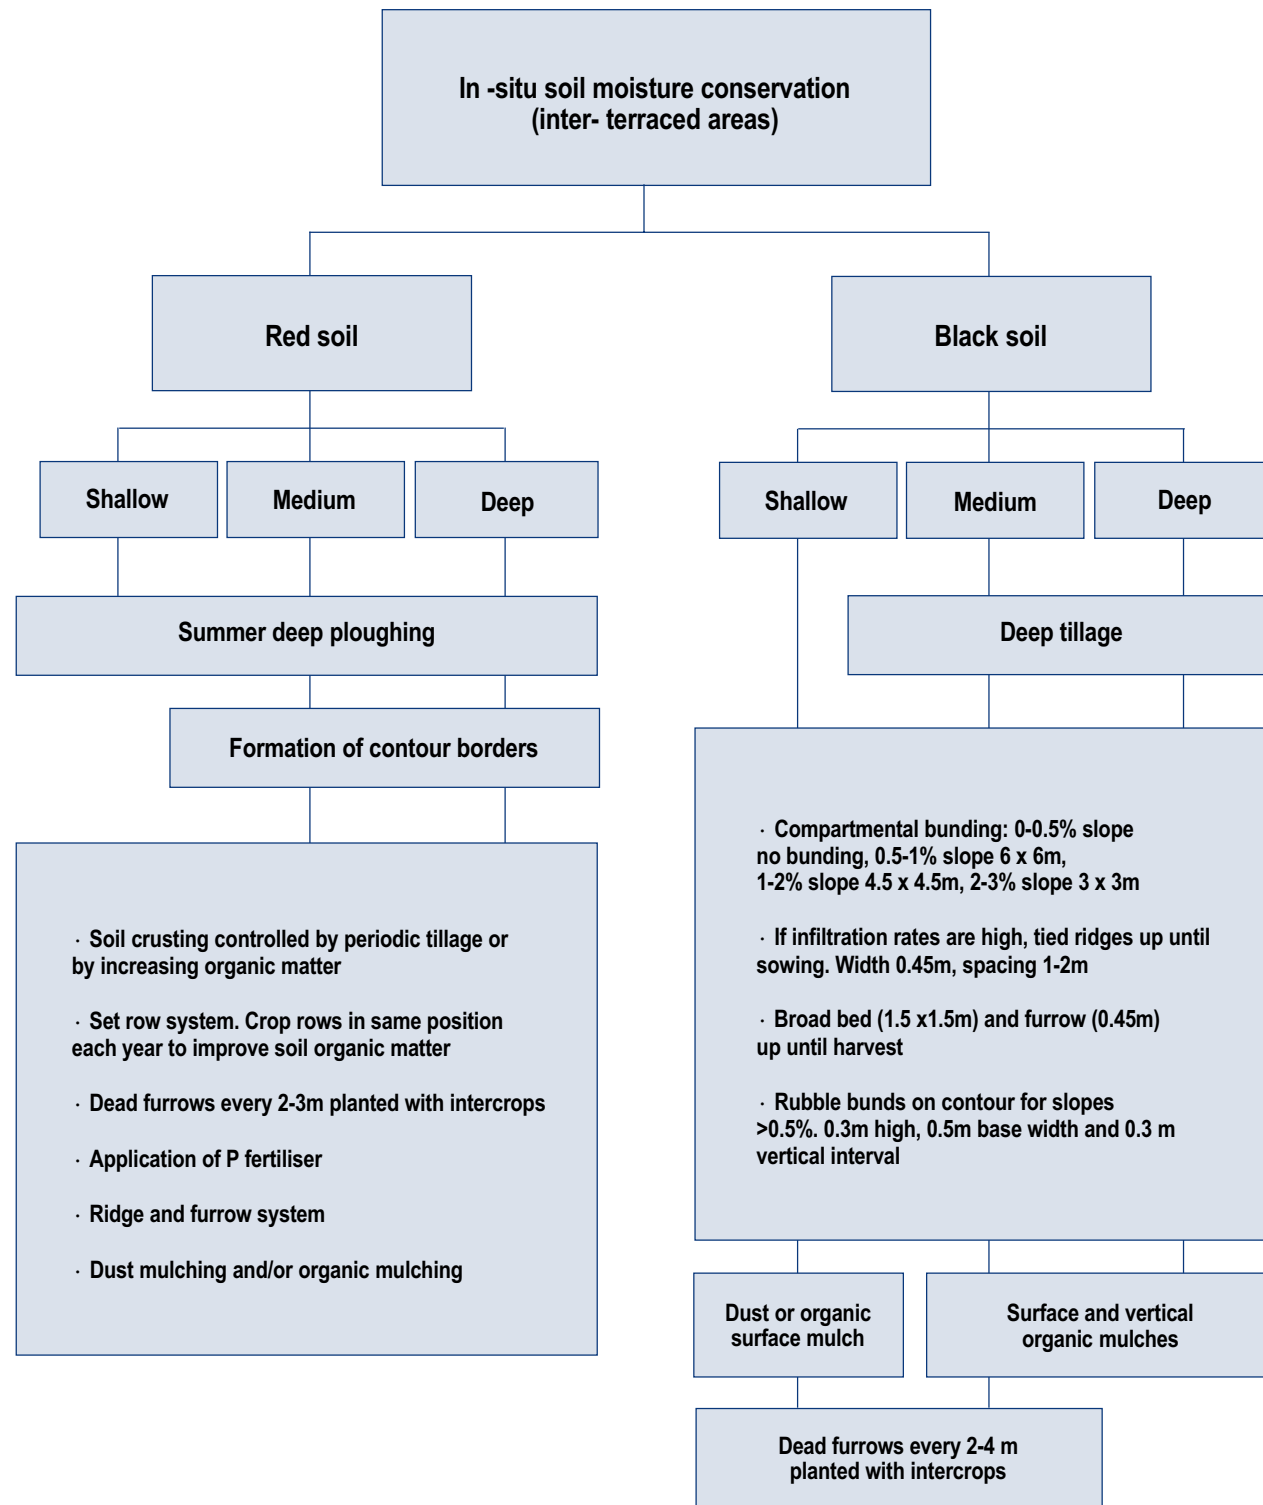 In -situ soil moisture conservation
(inter- terraced areas)
Red soil
Black soil
Shallow
Medium
Deep
Shallow
Medium
Deep
Summer deep ploughing
Deep tillage
Formation of contour borders
· Soil crusting controlled by periodic tillage or
by increasing organic matter
· Set row system. Crop rows in same position
each year to improve soil organic matter
· Dead furrows every 2-3m planted with intercrops
· Application of P fertiliser
· Ridge and furrow system
· Dust mulching and/or organic mulching
· Compartmental bunding: 0-0.5% slope
no bunding, 0.5-1% slope 6 x 6m,
1-2% slope 4.5 x 4.5m, 2-3% slope 3 x 3m
· If infiltration rates are high, tied ridges up until
sowing. Width 0.45m, spacing 1-2m
· Broad bed (1.5 x1.5m) and furrow (0.45m)
up until harvest
· Rubble bunds on contour for slopes
>0.5%. 0.3m high, 0.5m base width and 0.3 m
vertical interval
Dust or organic
surface mulch
Surface and vertical
organic mulches
Dead furrows every 2-4 m
planted with intercrops